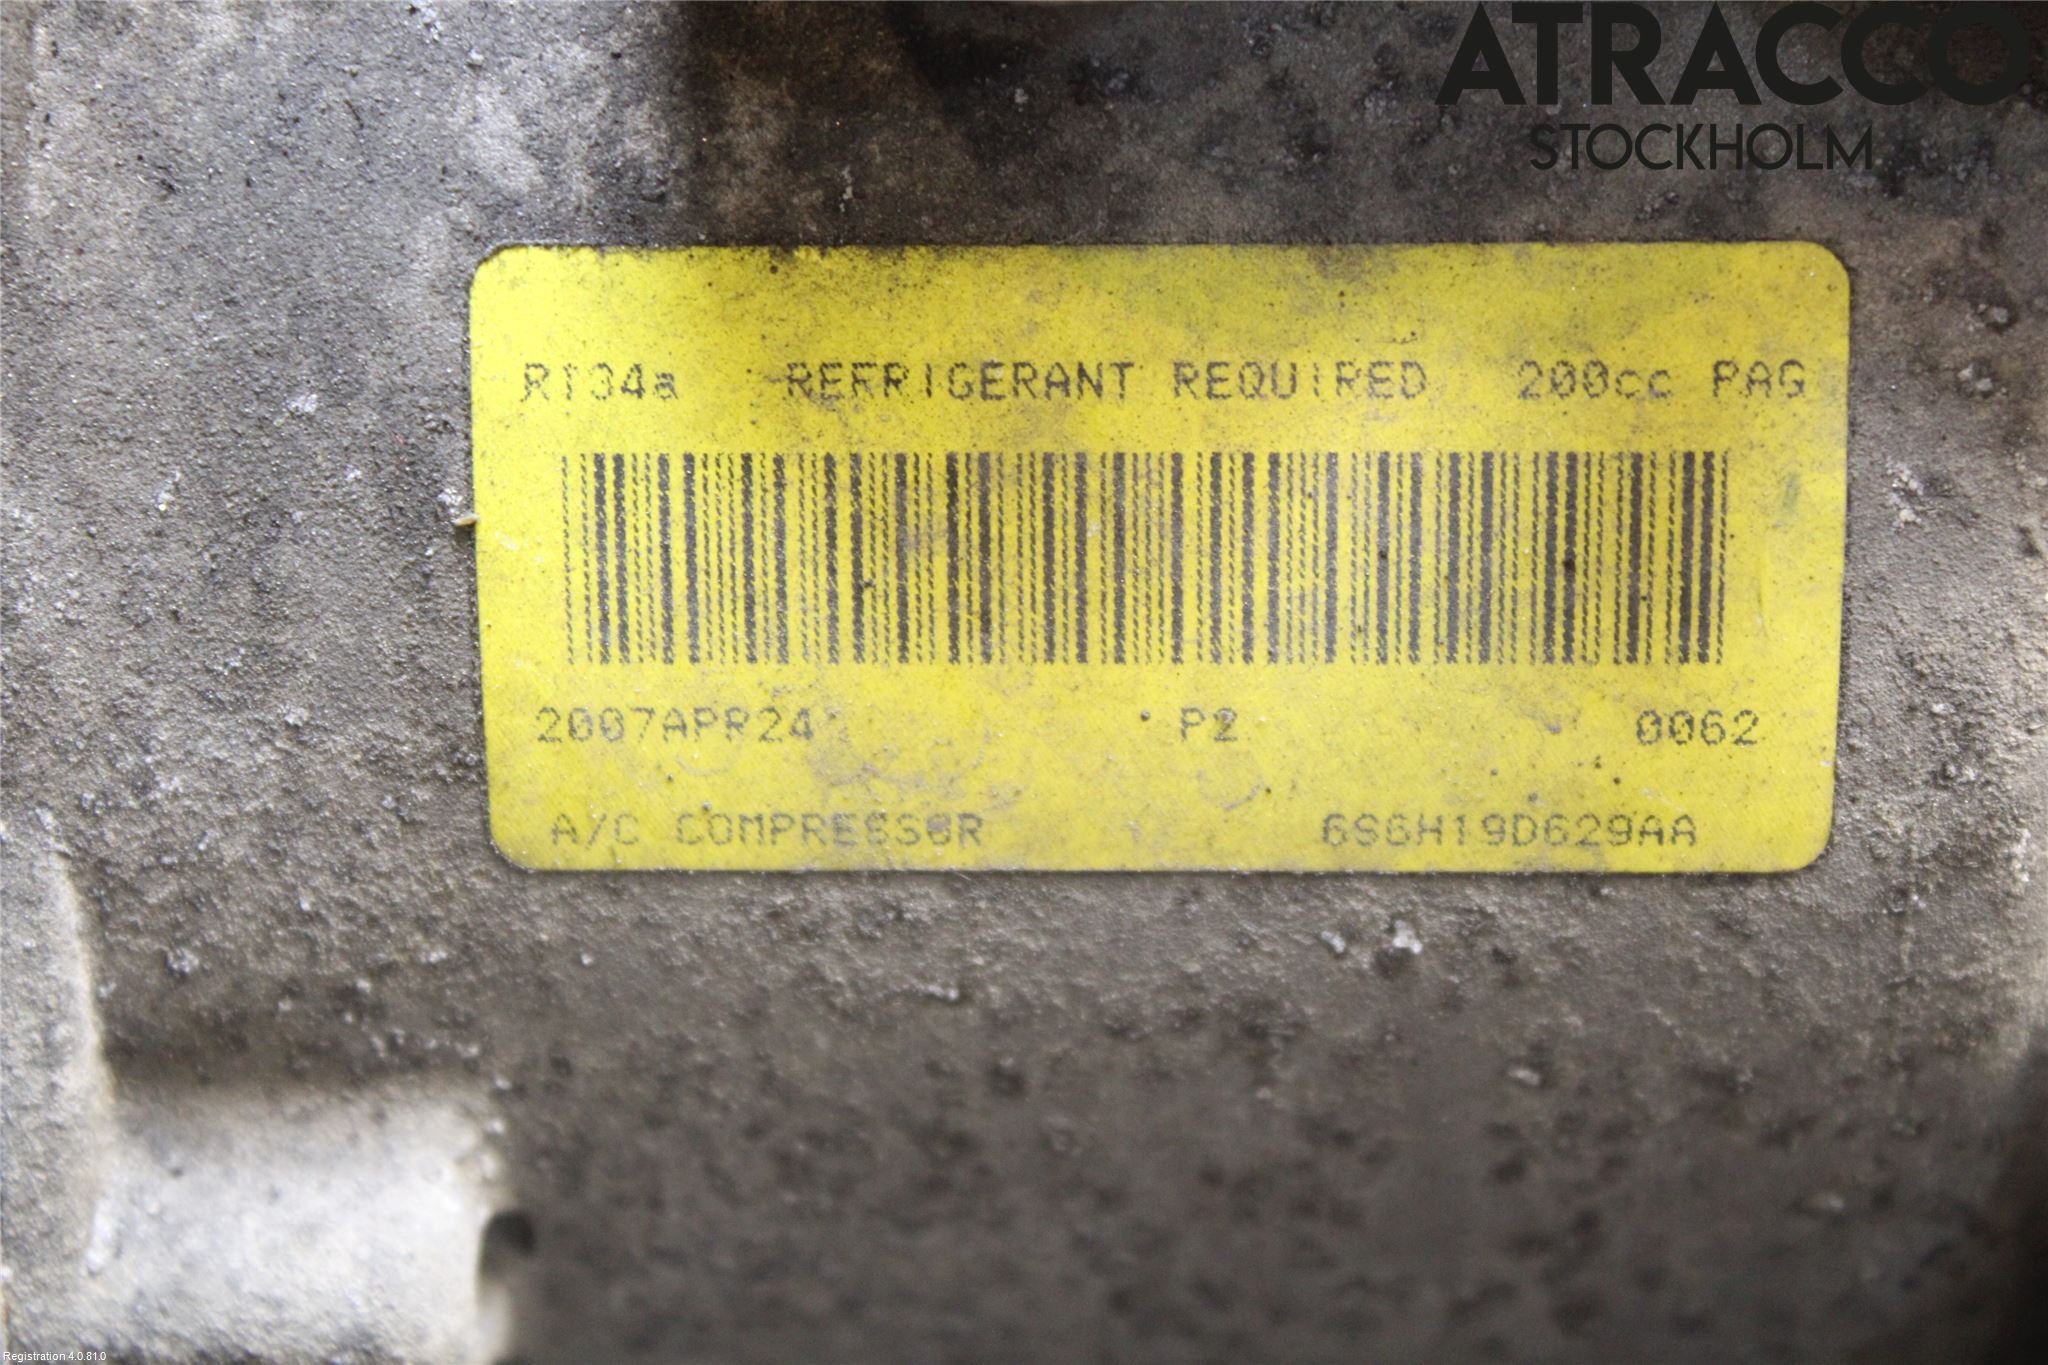 ATRACCO
STOCKHOLM
R134a REFRIGERANT REQUIRED 200cc PAG
2007APR24 P2 0062
A/C COMPRESSOR 6S6H19D629AA
Registration 4.0.81.0